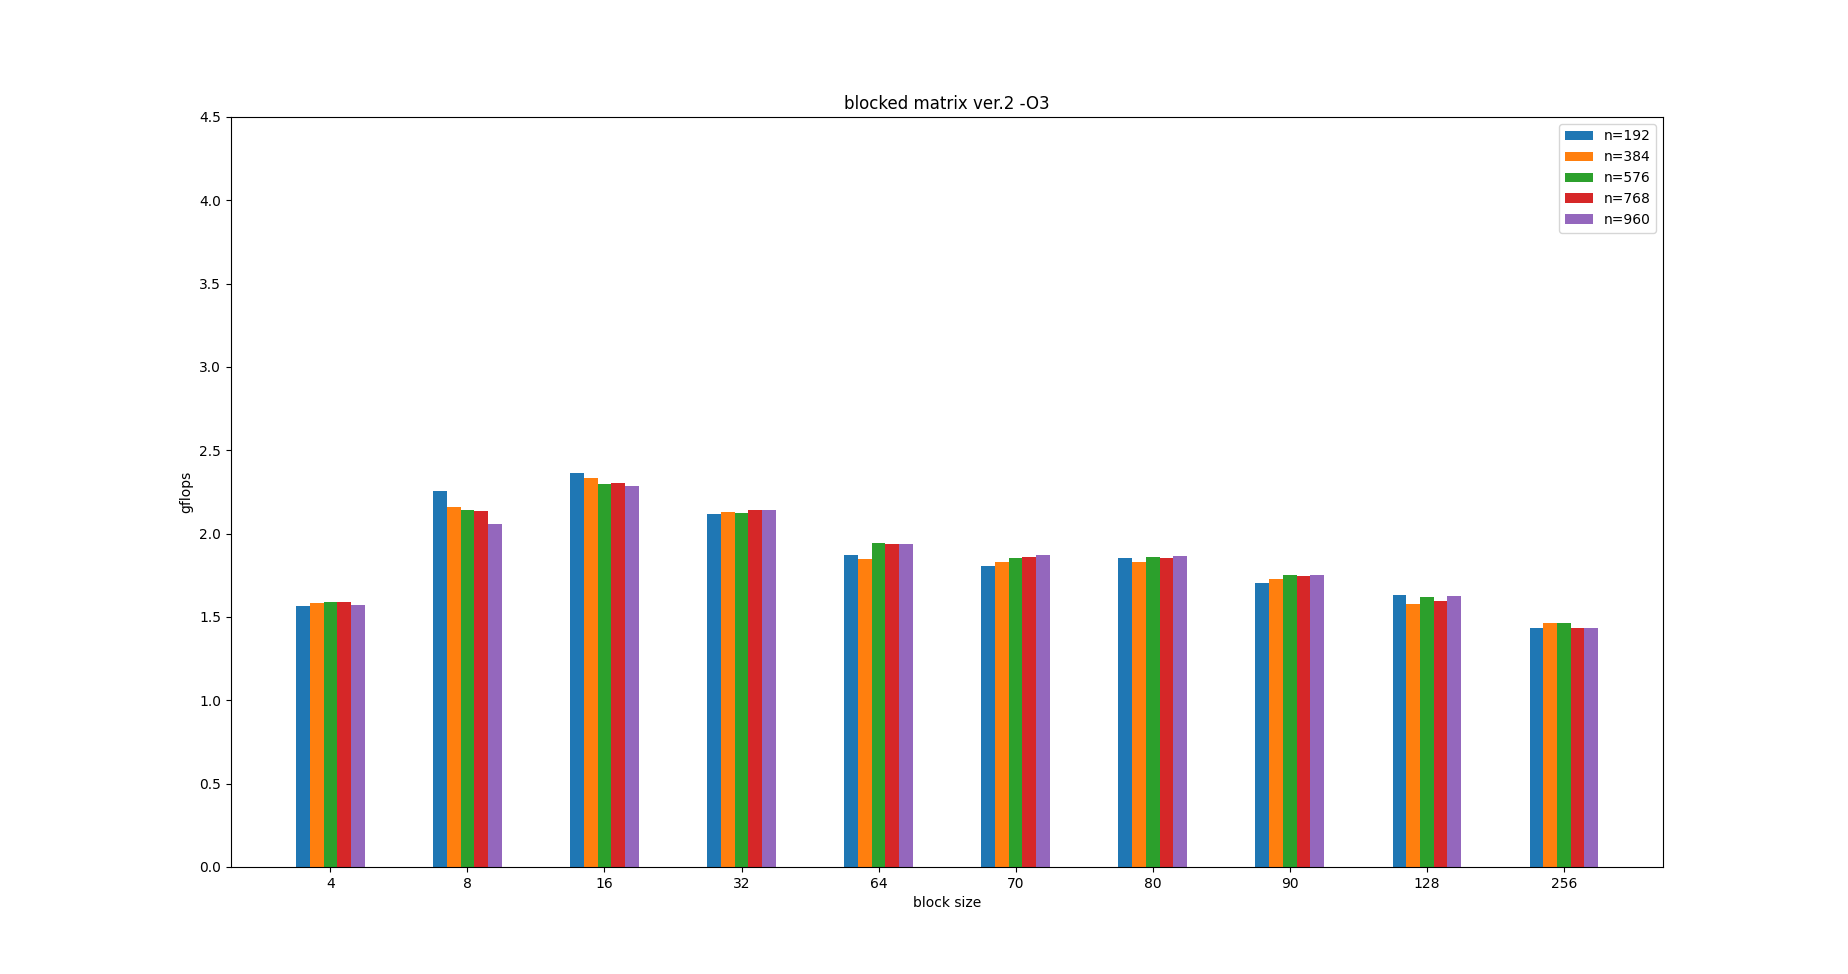 blocked matrix ver.2 -O3
n=192
n=384
n=576
n=768
n=960
4.5
4.0
3.5
3.0
2.5
2.0
1.5
1.0
0.5
0.0
gflops
4 8 16 32 64 70 80 90 128 256
block size